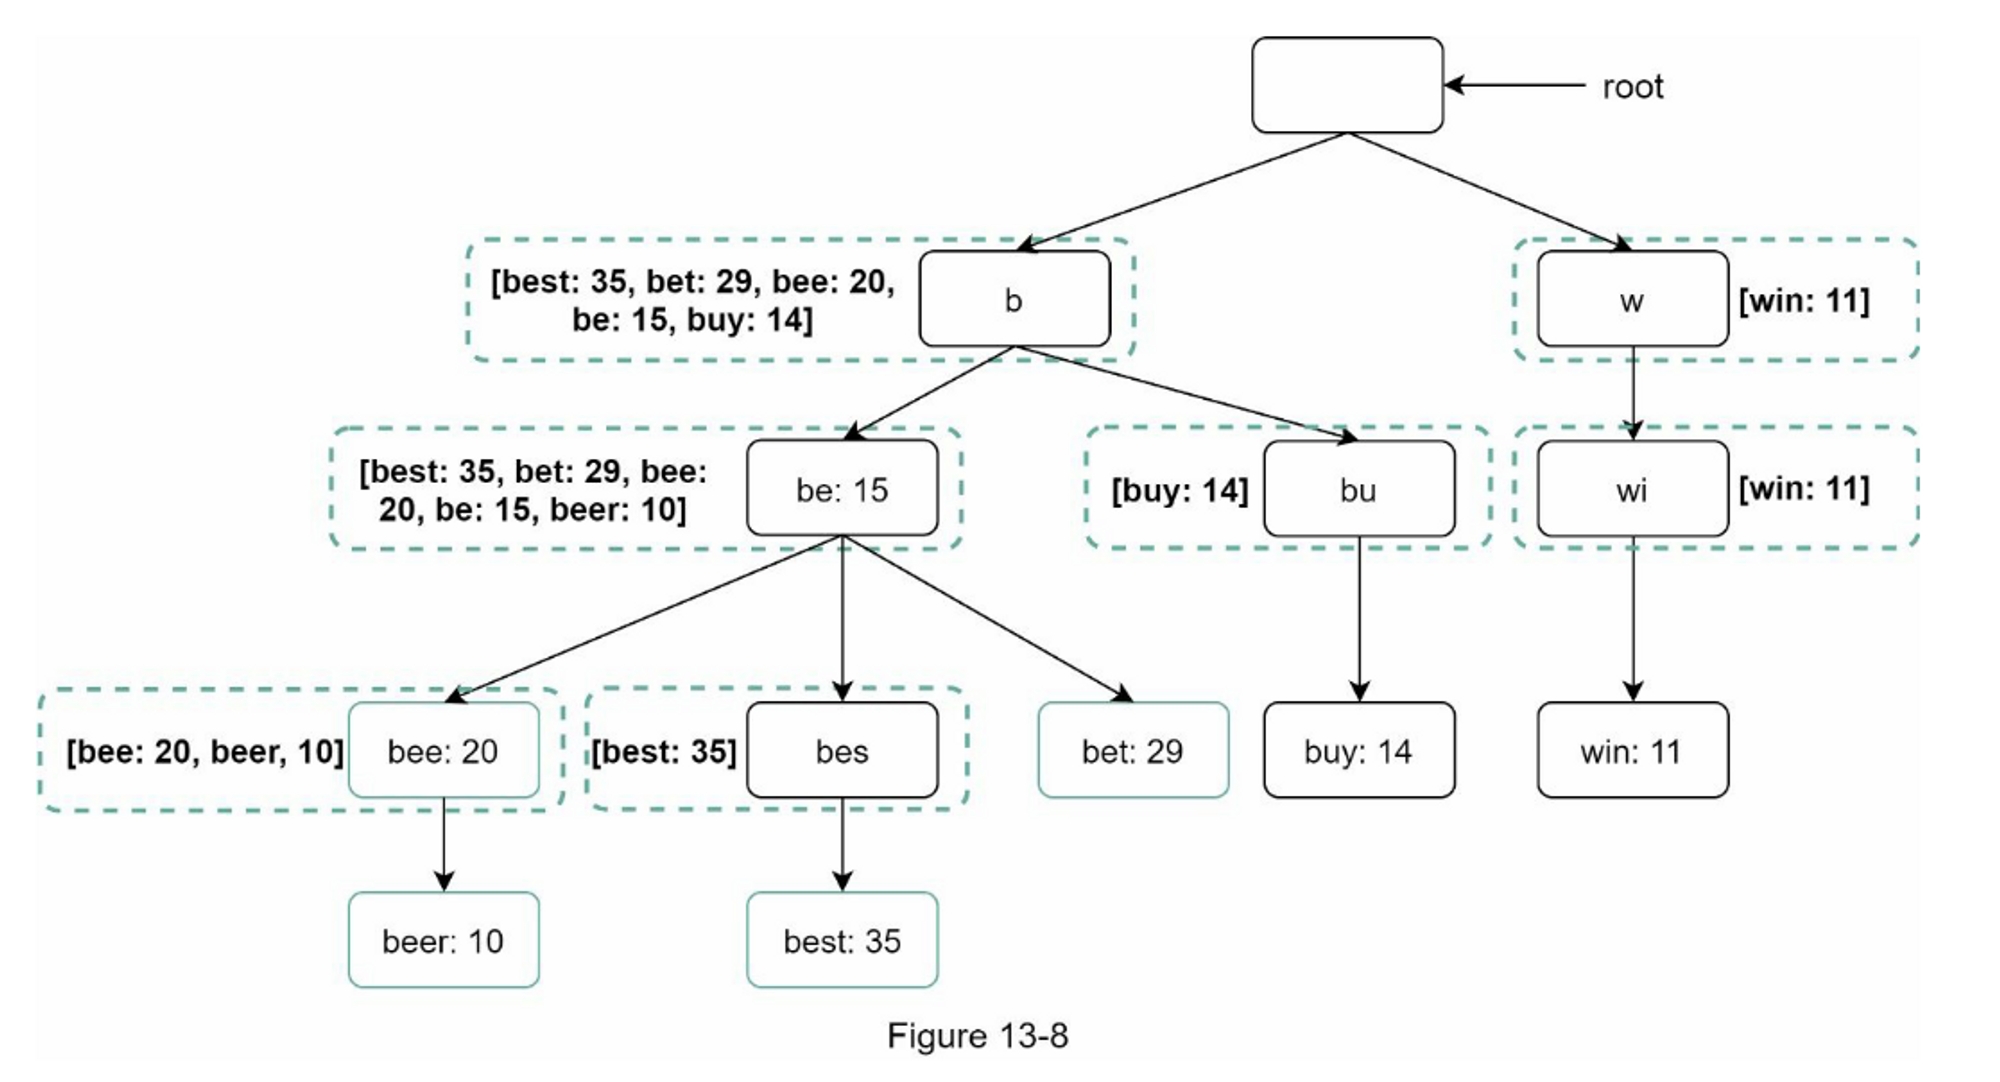 root
[best: 35, bet: 29, bee: 20,
be: 15, buy: 14]
b
w
[win: 11]
[best: 35, bet: 29, bee:
20, be: 15, beer: 10]
be: 15
[buy: 14]
bu
wi
[win: 11]
[bee: 20, beer, 10]
bee: 20
[best: 35]
bes
bet: 29
buy: 14
win: 11
beer: 10
best: 35
Figure 13-8